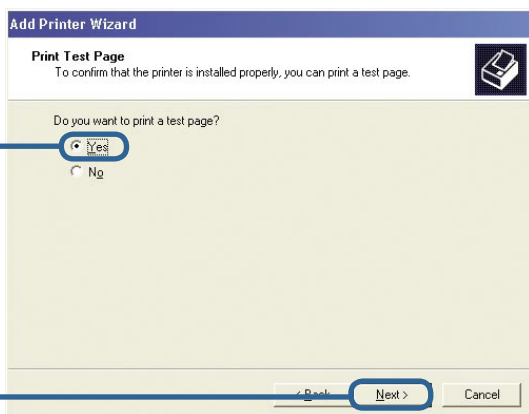 Add Printer Wizard
Print Test Page
To confirm that the printer is installed properly, you can print a test page.
Do you want to print a test page?
Yes
No
< Back
Next >
Cancel